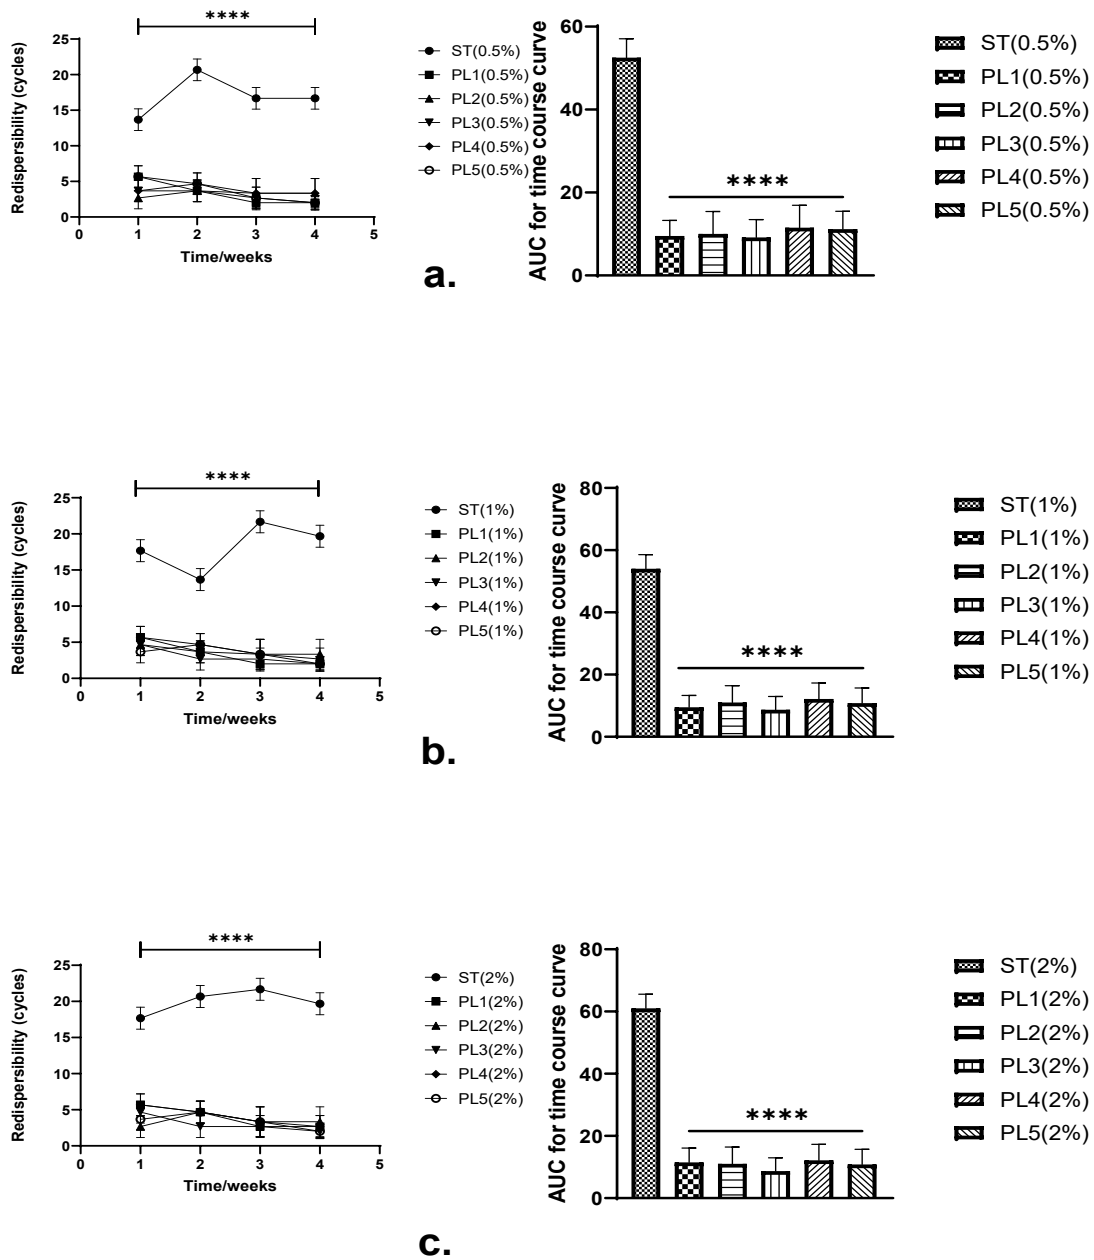 ****
25
20
15
10
5
0
0 1 2 3 4 5
Redispersibility (cycles)
Time/weeks
ST(0.5%)
PL1(0.5%)
PL2(0.5%)
PL3(0.5%)
PL4(0.5%)
PL5(0.5%)
a.
60
40
20
0
AUC for time course curve
****
ST(0.5%)
PL1(0.5%)
PL2(0.5%)
PL3(0.5%)
PL4(0.5%)
PL5(0.5%)
****
25
20
15
10
5
0
0 1 2 3 4 5
Redispersibility (cycles)
Time/weeks
ST(1%)
PL1(1%)
PL2(1%)
PL3(1%)
PL4(1%)
PL5(1%)
b.
80
60
40
20
0
AUC for time course curve
****
ST(1%)
PL1(1%)
PL2(1%)
PL3(1%)
PL4(1%)
PL5(1%)
****
25
20
15
10
5
0
0 1 2 3 4 5
Redispersibility (cycles)
Time/weeks
ST(2%)
PL1(2%)
PL2(2%)
PL3(2%)
PL4(2%)
PL5(2%)
c.
80
60
40
20
0
AUC for time course curve
****
ST(2%)
PL1(2%)
PL2(2%)
PL3(2%)
PL4(2%)
PL5(2%)